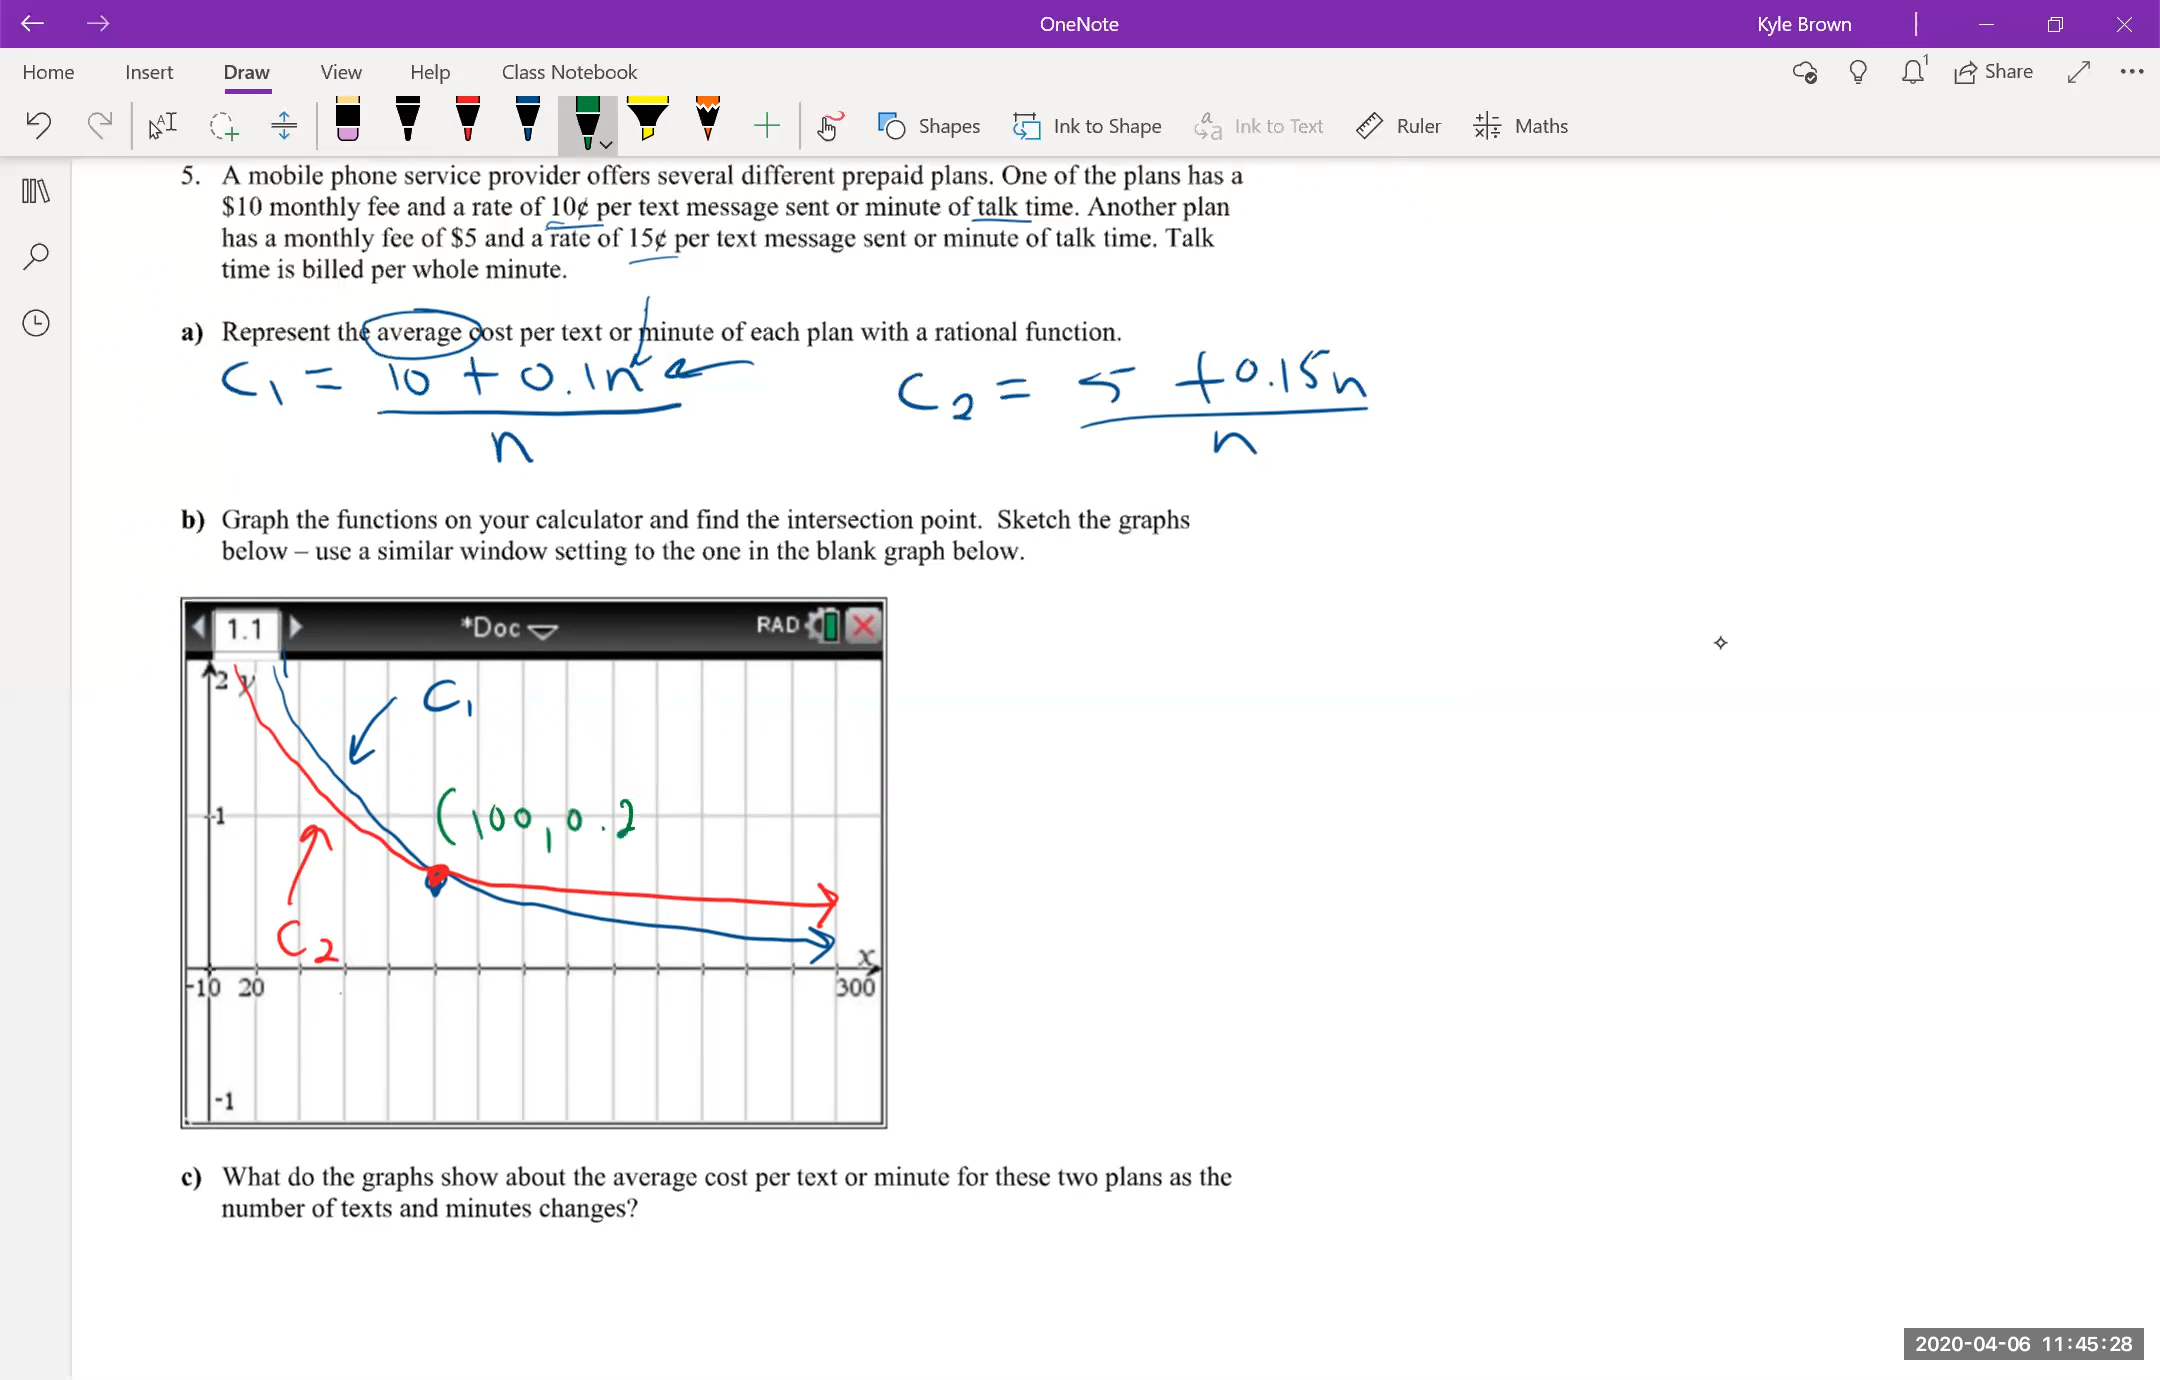 OneNote
Kyle Brown
Home Insert Draw View Help Class Notebook
1 Share
Shapes Ink to Shape Ink to Text Ruler Maths
5. A mobile phone service provider offers several different prepaid plans. One of the plans has a
$10 monthly fee and a rate of 10¢ per text message sent or minute of talk time. Another plan
has a monthly fee of $5 and a rate of 15¢ per text message sent or minute of talk time. Talk
time is billed per whole minute.
a) Represent the average cost per text or minute of each plan with a rational function.
C₁ = 10 + 0.1n
n
C₂ = 5 + 0.15n
n
b) Graph the functions on your calculator and find the intersection point. Sketch the graphs
below – use a similar window setting to the one in the blank graph below.
1.1 *Doc RAD
2 y
C₁
1
(100, 0.2
C₂
x
-10 20 300
-1
c) What do the graphs show about the average cost per text or minute for these two plans as the
number of texts and minutes changes?
2020-04-06 11:45:28